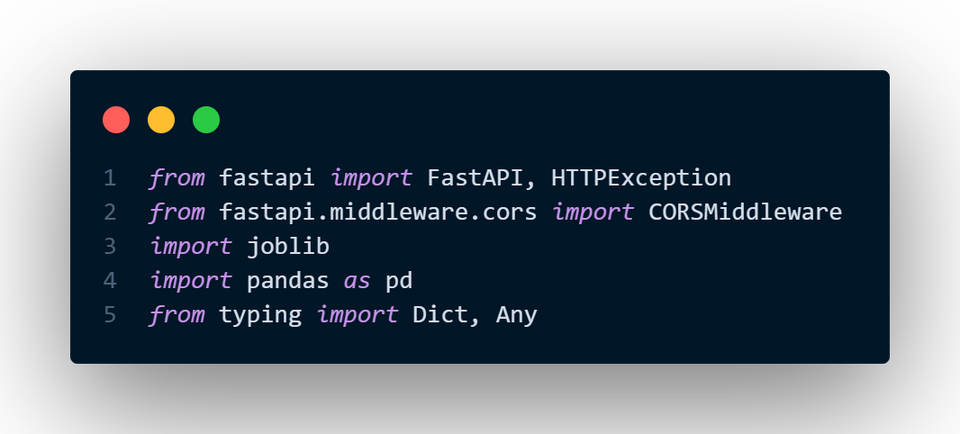 1 from fastapi import FastAPI, HTTPException
2 from fastapi.middleware.cors import CORSMiddleware
3 import joblib
4 import pandas as pd
5 from typing import Dict, Any